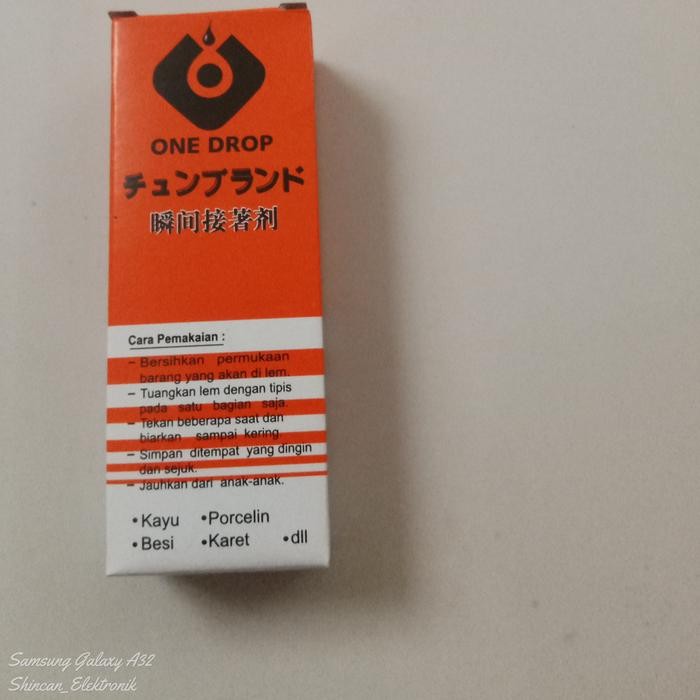 ONE DROP
チュンブランド
瞬间接著剂
Cara Pemakaian :
– Bersihkan permukaan
barang yang akan di lem.
– Tuangkan lem dengan tipis
pada satu bagian saja.
– Tekan beberapa saat dan
biarkan sampai kering.
– Simpan ditempat yang dingin
dan sejuk.
– Jauhkan dari anak-anak.
• Kayu • Porcelin
• Besi • Karet • dll
Samsung Galaxy A32
Shincan_Elektronik